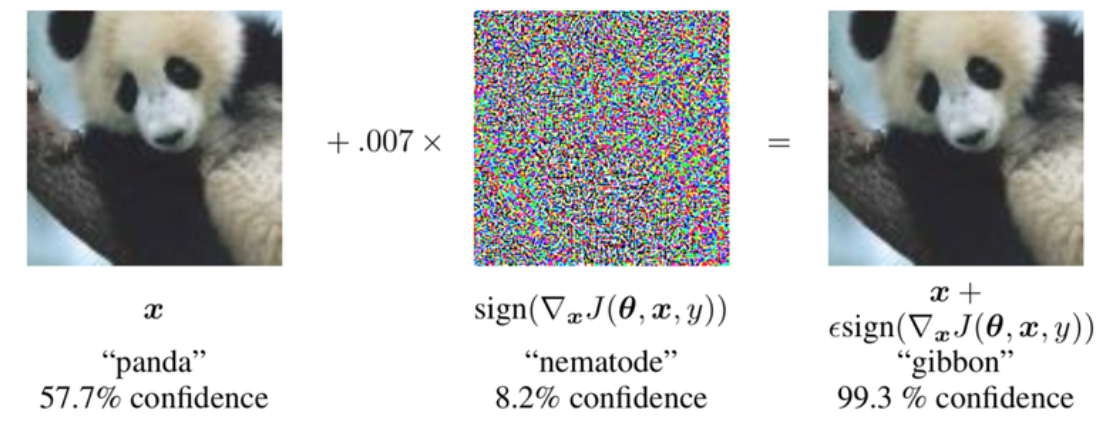 + .007 ×
=
x
sign(∇ₓJ(θ, x, y))
x +
ϵsign(∇ₓJ(θ, x, y))
“panda”
“nematode”
“gibbon”
57.7% confidence
8.2% confidence
99.3 % confidence